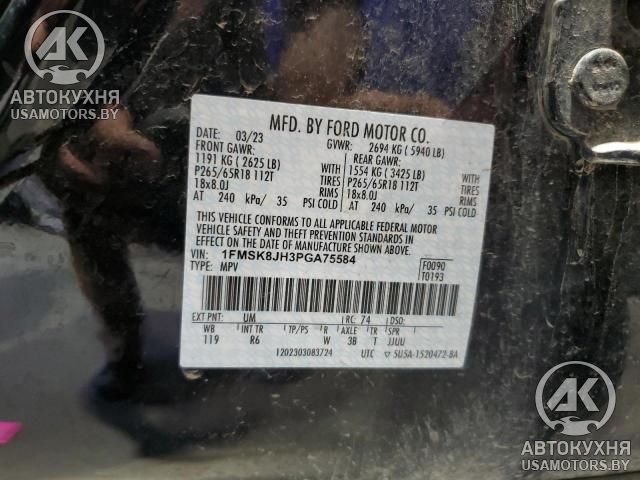 АК
АВТОКУХНЯ
USAMOTORS.BY
MFD. BY FORD MOTOR CO.
DATE: 03/23 GVWR: 2694 KG ( 5940 LB)
FRONT GAWR: REAR GAWR:
1191 KG ( 2625 LB) 1554 KG ( 3425 LB)
P265/65R18 112T TIRES P265/65R18 112T TIRES
18x8.0J RIMS 18x8.0J RIMS
AT 240 kPa/ 35 PSI COLD AT 240 kPa/ 35 PSI COLD
THIS VEHICLE CONFORMS TO ALL APPLICABLE FEDERAL MOTOR
VEHICLE SAFETY AND THEFT PREVENTION STANDARDS IN
EFFECT ON THE DATE OF MANUFACTURE SHOWN ABOVE.
VIN: 1FMSK8JH3PGA75584 F0090
TYPE: MPV T0193
EXT PNT: UM RC: 74 DSO:
WB INT TR TP/PS R AXLE TR SPR
119 R6 W 3B T JJUU
1202303083724 UTC ▽ 5U5A-1520472-BA
АК
АВТОКУХНЯ
USAMOTORS.BY